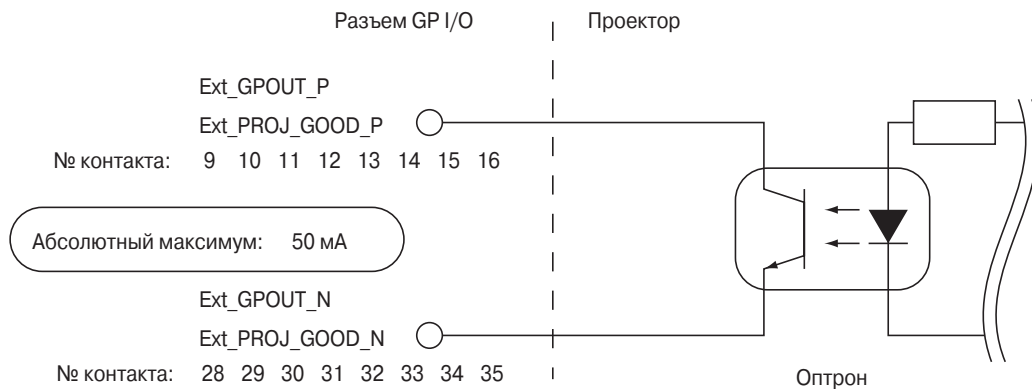 Разъем GP I/O Проектор
Ext_GPOUT_P
Ext_PROJ_GOOD_P
№ контакта: 9 10 11 12 13 14 15 16
Абсолютный максимум: 50 мА
Ext_GPOUT_N
Ext_PROJ_GOOD_N
№ контакта: 28 29 30 31 32 33 34 35
Оптрон